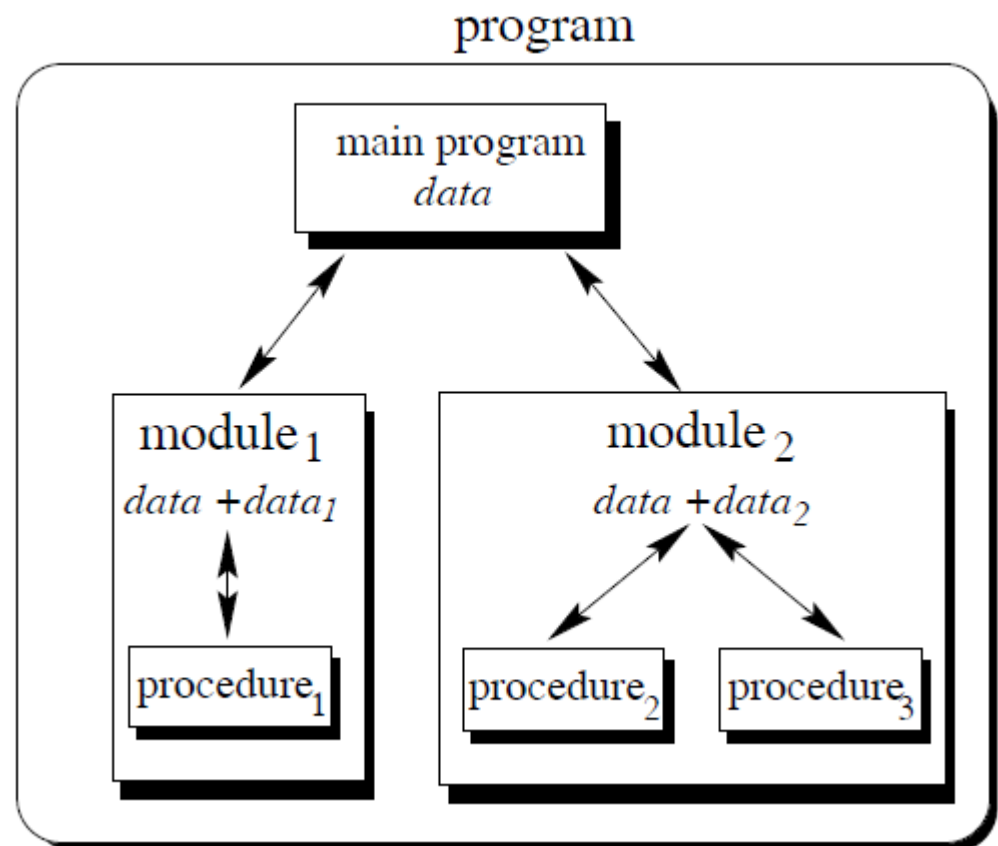 program
main program
data
module1
data +data1
procedure1
module2
data +data2
procedure2
procedure3